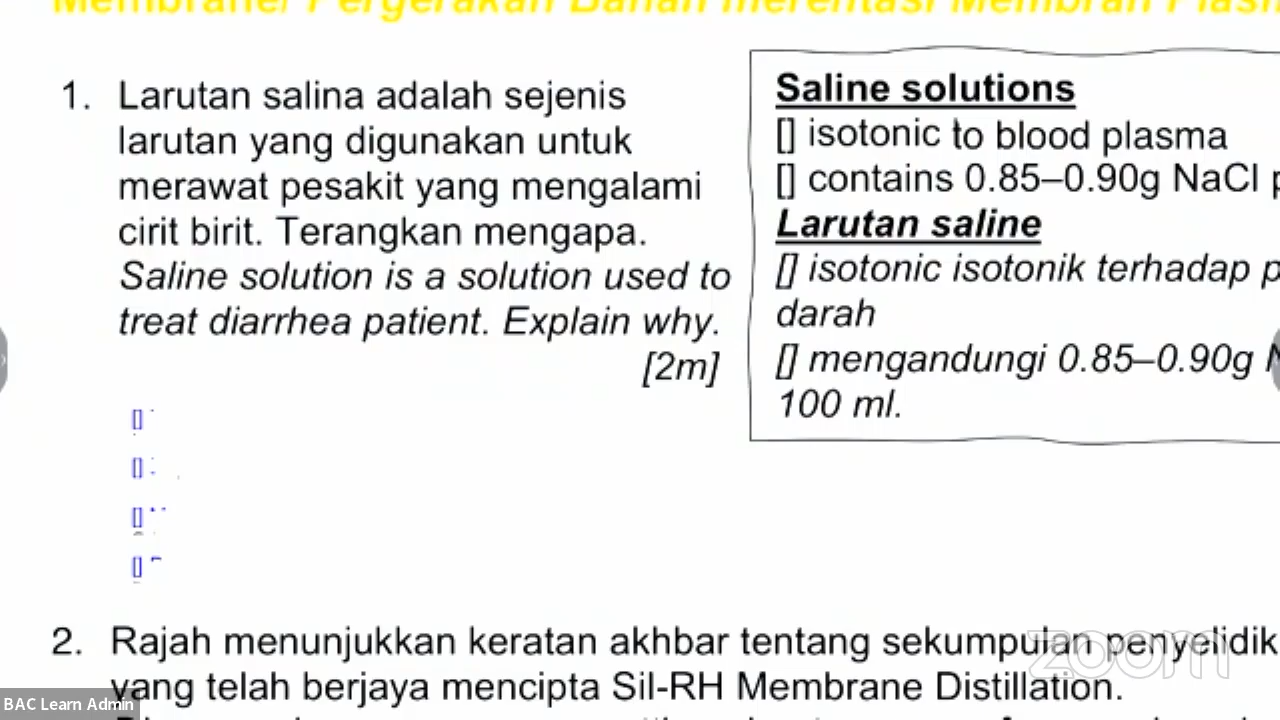 Membrane/ Pergerakan Bahan merentasi Membran
1. Larutan salina adalah sejenis
larutan yang digunakan untuk
merawat pesakit yang mengalami
cirit birit. Terangkan mengapa.
Saline solution is a solution used to
treat diarrhea patient. Explain why.
[2m]
Saline solutions
[] isotonic to blood plasma
[] contains 0.85–0.90g NaCl
Larutan saline
[] isotonic isotonik terhadap
darah
[] mengandungi 0.85–0.90g
100 ml.
[]
[]
[]
[]
2. Rajah menunjukkan keratan akhbar tentang sekumpulan penyelidik
yang telah berjaya mencipta Sil-RH Membrane Distillation.
zoom
BAC Learn Admin